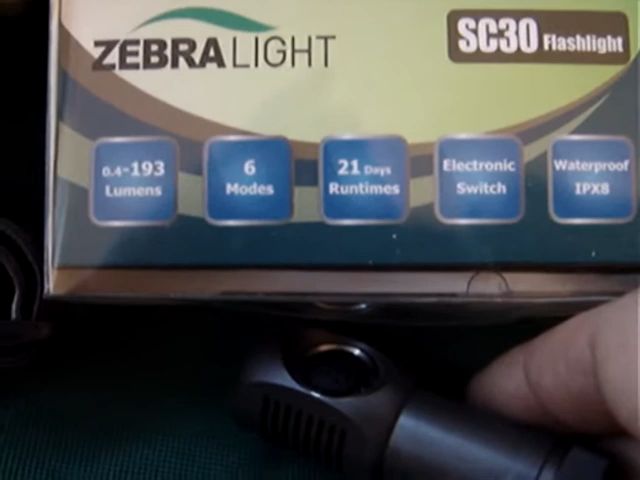 ZEBRALIGHT
SC30 Flashlight
0.4-193
Lumens
6
Modes
21 Days
Runtimes
Electronic
Switch
Waterproof
IPX8